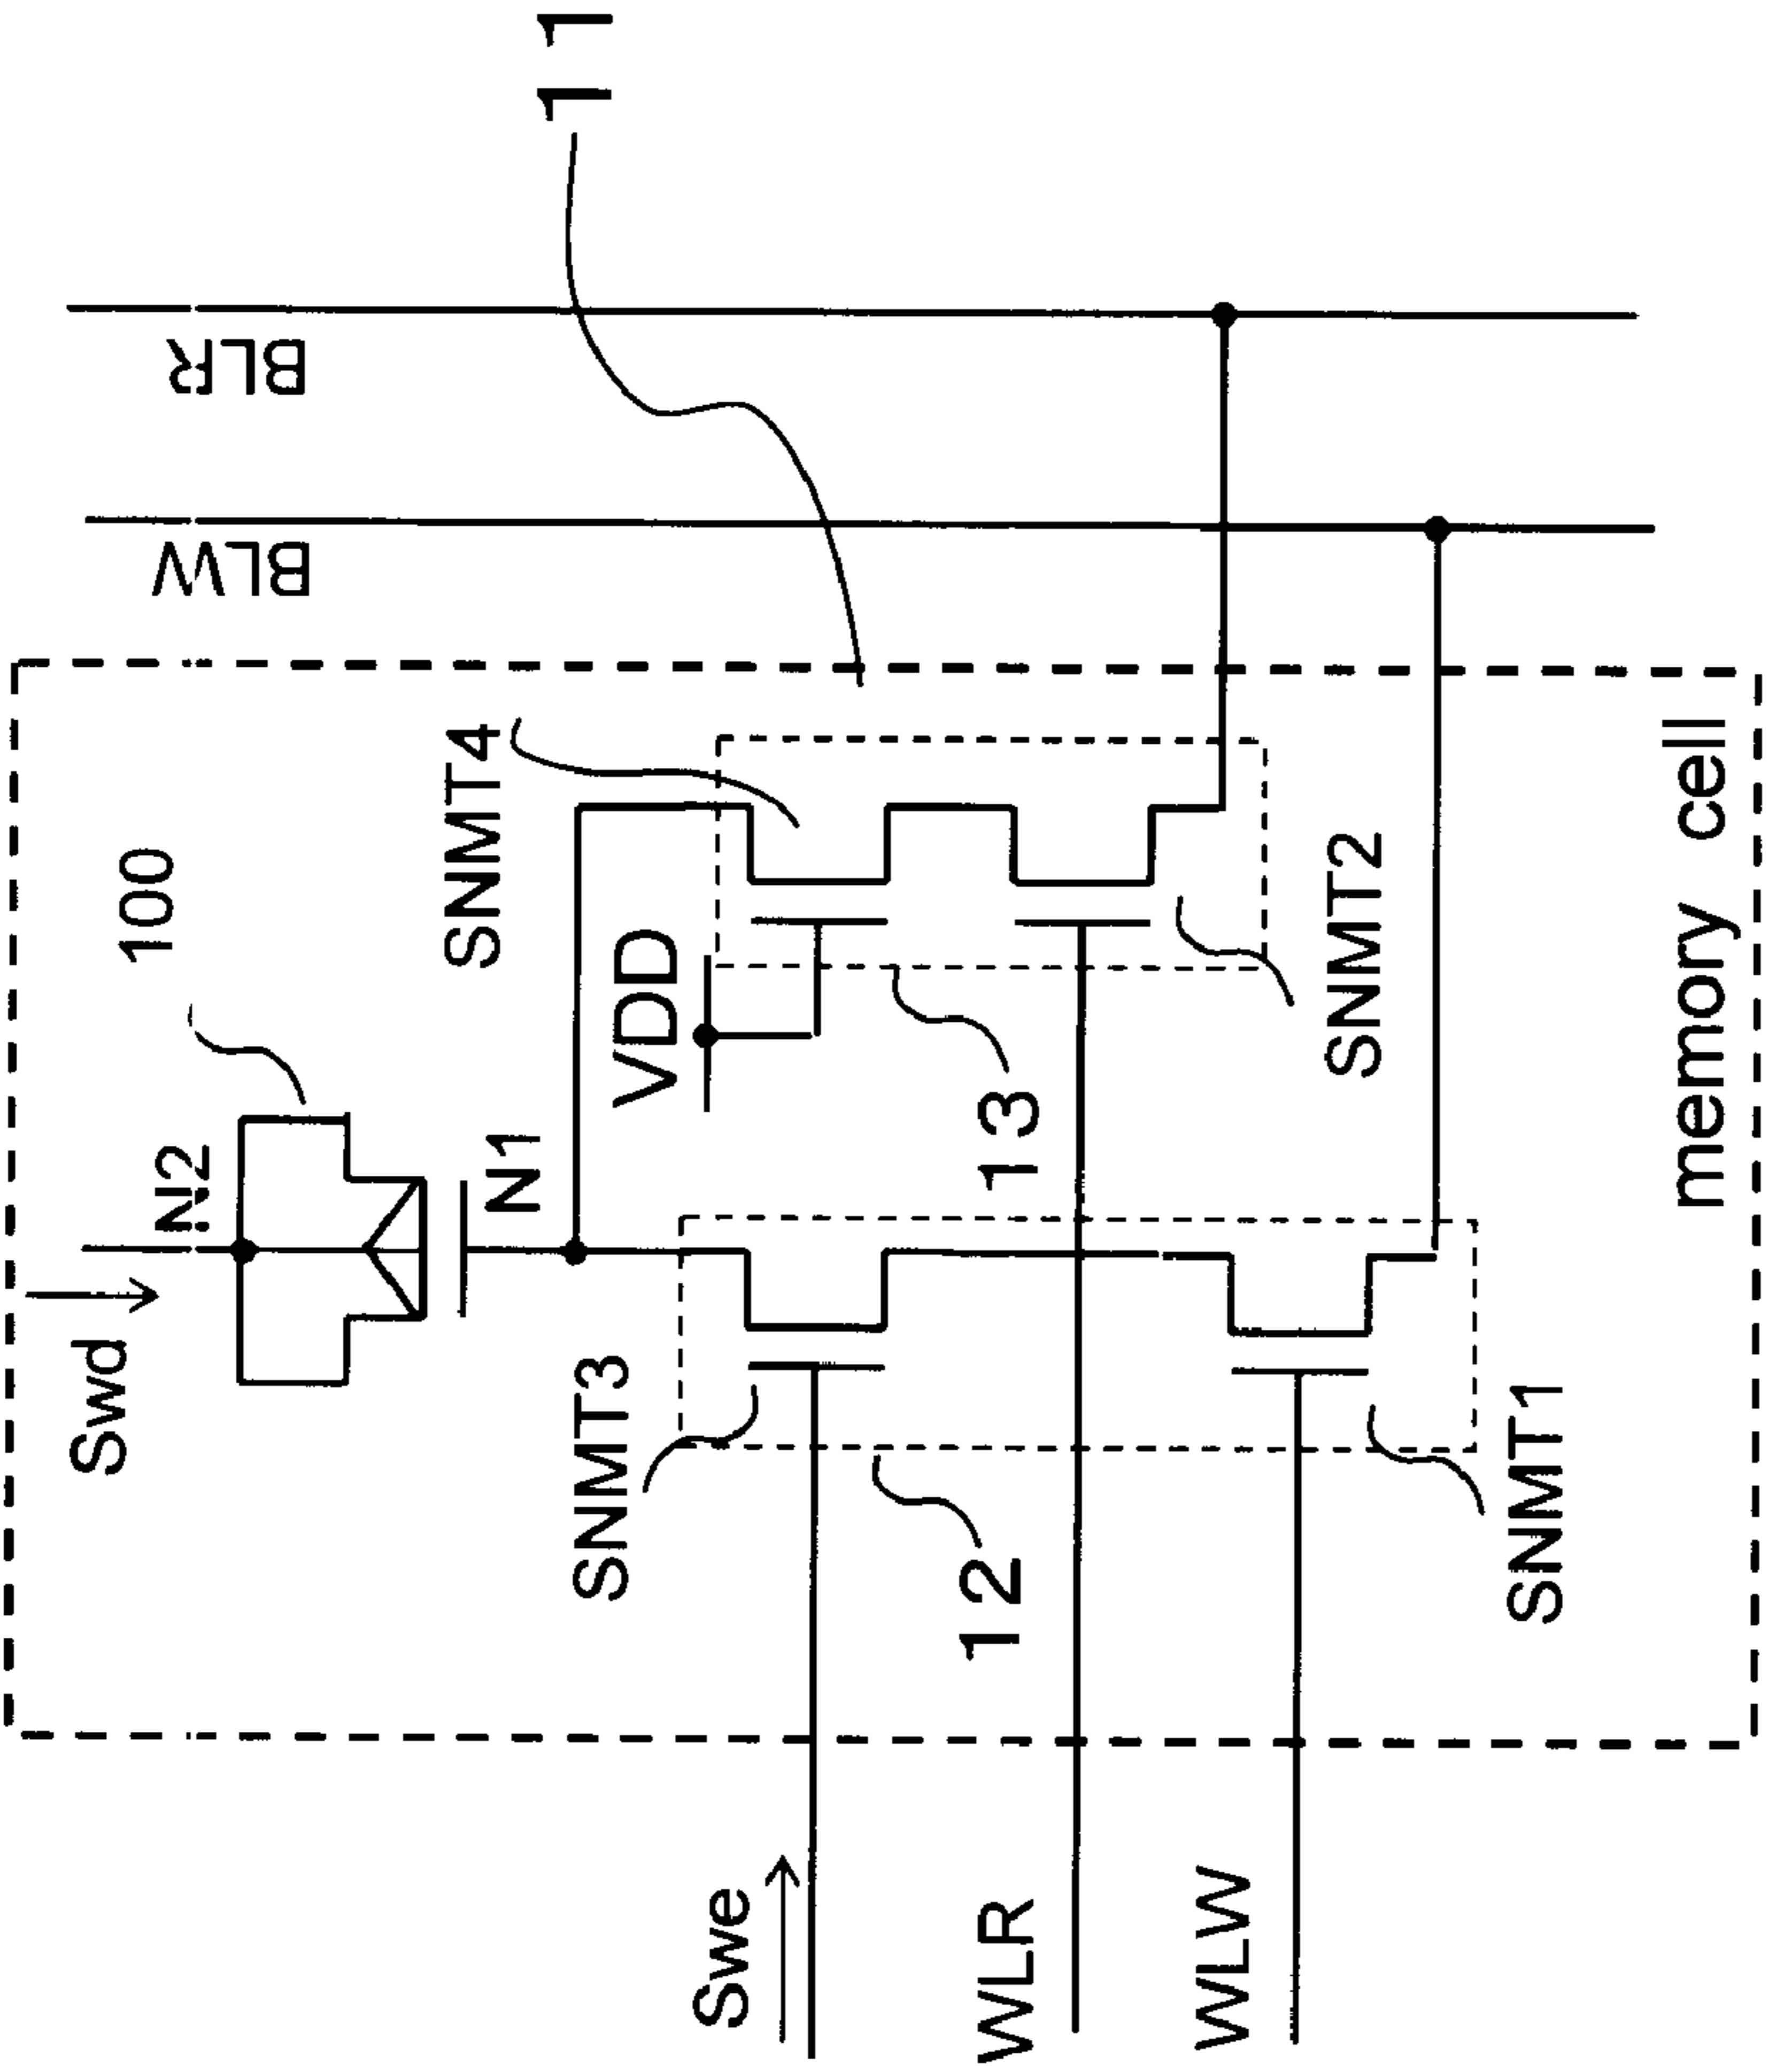 11
BLR
BLW
SNMT4
100
VDD
N2
N1
13
SNMT2
memory cell
Swd
SNMT3
12
SNMT1
Swe
WLR
WLW